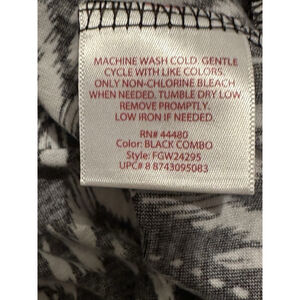 MACHINE WASH COLD, GENTLE
CYCLE WITH LIKE COLORS.
ONLY NON-CHLORINE BLEACH
WHEN NEEDED. TUMBLE DRY LOW
REMOVE PROMPTLY.
LOW IRON IF NEEDED.
RN# 44480
Color: BLACK COMBO
Style: FGW24295
UPC# 8 8743095083